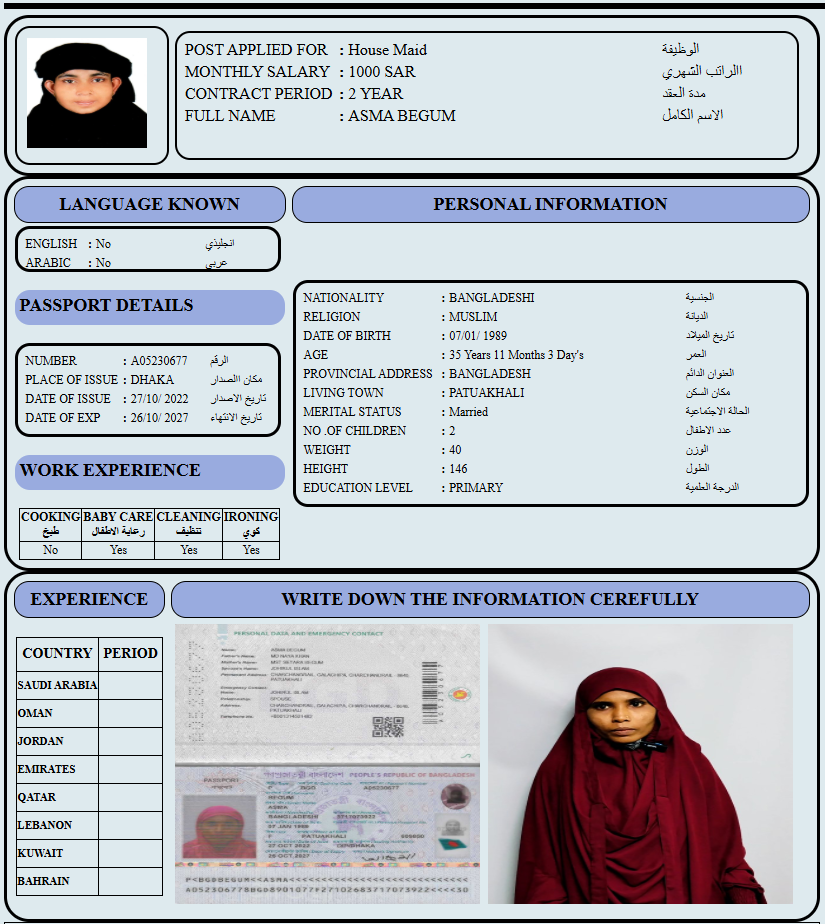 POST APPLIED FOR : House Maid الوظيفة
MONTHLY SALARY : 1000 SAR االراتب الشهري
CONTRACT PERIOD : 2 YEAR مدة العقد
FULL NAME : ASMA BEGUM الاسم الكامل
LANGUAGE KNOWN
ENGLISH : No انجليذي
ARABIC : No عربي
PASSPORT DETAILS
NUMBER : A05230677 الرقم
PLACE OF ISSUE : DHAKA مكان االصدار
DATE OF ISSUE : 27/10/ 2022 تاريخ الاصدار
DATE OF EXP : 26/10/ 2027 تاريخ الانتهاء
WORK EXPERIENCE
COOKING BABY CARE CLEANING IRONING
طبخ رعاية الاطفال تنظيف كوي
No Yes Yes Yes
PERSONAL INFORMATION
NATIONALITY : BANGLADESHI الجنسية
RELIGION : MUSLIM الديانة
DATE OF BIRTH : 07/01/ 1989 تاريخ الميلاد
AGE : 35 Years 11 Months 3 Day's العمر
PROVINCIAL ADDRESS : BANGLADESH العنوان الدائم
LIVING TOWN : PATUAKHALI مكان السكن
MERITAL STATUS : Married الحالة الاجتماعية
NO .OF CHILDREN : 2 عدد الاطفال
WEIGHT : 40 الوزن
HEIGHT : 146 الطول
EDUCATION LEVEL : PRIMARY الدرجة العلمية
EXPERIENCE
COUNTRY PERIOD
SAUDI ARABIA
OMAN
JORDAN
EMIRATES
QATAR
LEBANON
KUWAIT
BAHRAIN
WRITE DOWN THE INFORMATION CEREFULLY
PERSONAL DATA AND EMERGENCY CONTACT
Name: ASMA BEGUM
PASSPORT PEOPLE'S REPUBLIC OF BANGLADESH
P BGD A05230677
BEGUM
ASMA
BANGLADESHI
07 JAN 1989
F PATUAKHALI
27 OCT 2022 DIP/DHAKA
26 OCT 2027